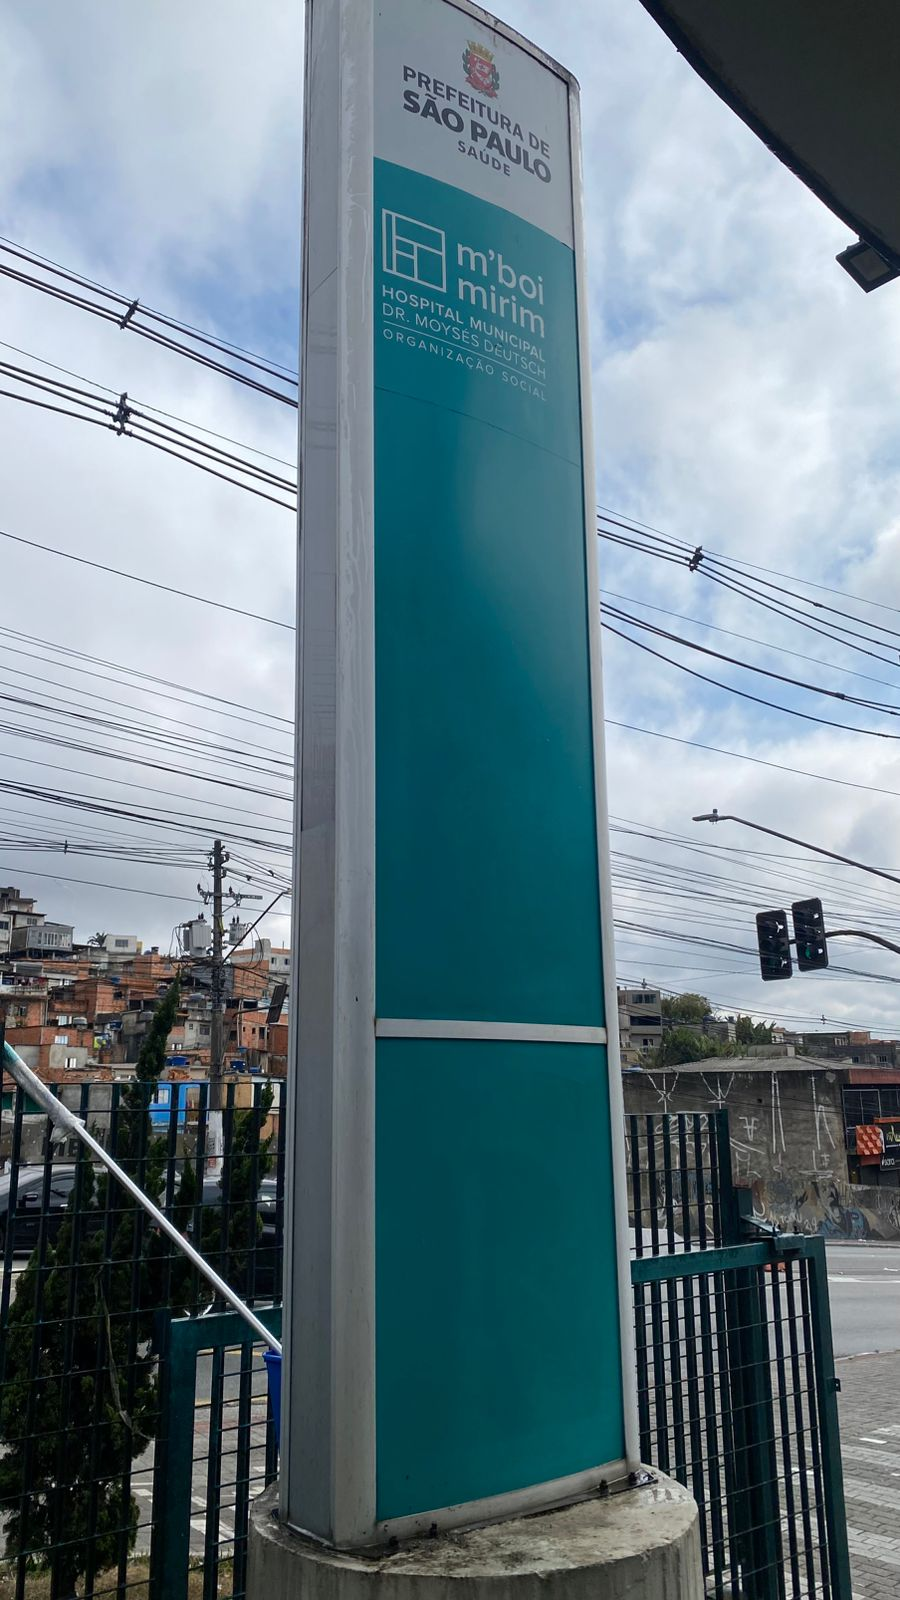 PREFEITURA DE
SÃO PAULO
SAÚDE
m'boi
mirim
HOSPITAL MUNICIPAL
DR. MOYSÉS DEUTSCH
ORGANIZAÇÃO SOCIAL